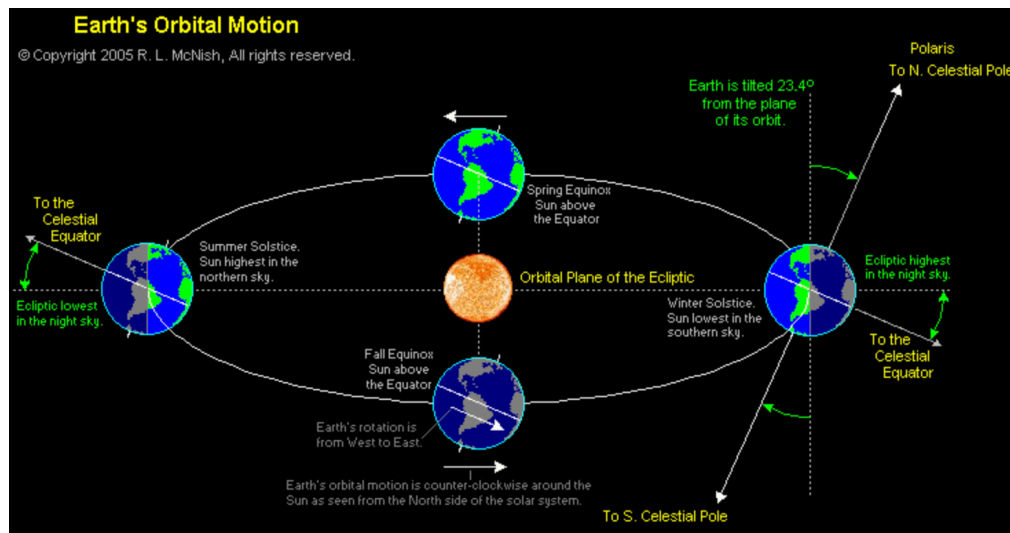 Earth's Orbital Motion
© Copyright 2005 R. L. McNish, All rights reserved.
Polaris
To N. Celestial Pole
Earth is tilted 23.4º
from the plane
of its orbit.
To the
Celestial
Equator
Summer Solstice.
Sun highest in the
northern sky.
Ecliptic lowest
in the night sky.
Spring Equinox
Sun above
the Equator
Orbital Plane of the Ecliptic
Winter Solstice.
Sun lowest in the
southern sky.
Ecliptic highest
in the night sky.
To the
Celestial
Equator
Fall Equinox
Sun above
the Equator
Earth's rotation is
from West to East.
Earth's orbital motion is counter-clockwise around the
Sun as seen from the North side of the solar system.
To S. Celestial Pole